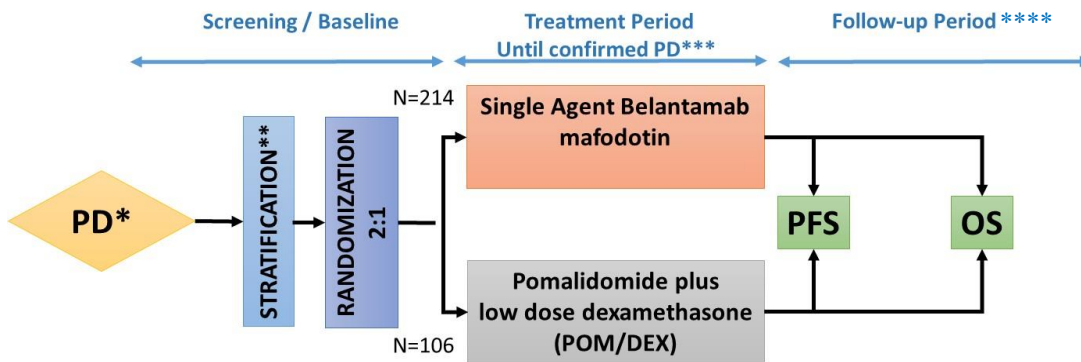 Screening / Baseline
Treatment Period
Until confirmed PD***
Follow-up Period ****
N=214
Single Agent Belantamab
mafodotin
PD*
STRATIFICATION**
RANDOMIZATION
2:1
PFS
OS
Pomalidomide plus
low dose dexamethasone
(POM/DEX)
N=106